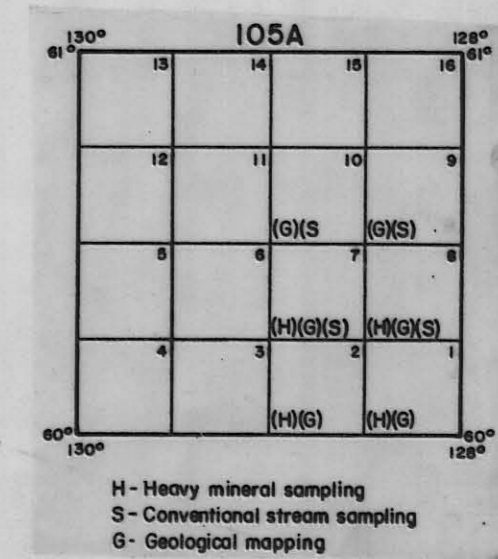 105A
130° 128°
61° 61°
13 14 15 16
12 11 10 9
(G)(S (G)(S)
5 6 7 8
(H)(G)(S) (H)(G)(S)
4 3 2 1
(H)(G) (H)(G)
60° 60°
130° 128°
H - Heavy mineral sampling
S - Conventional stream sampling
G - Geological mapping